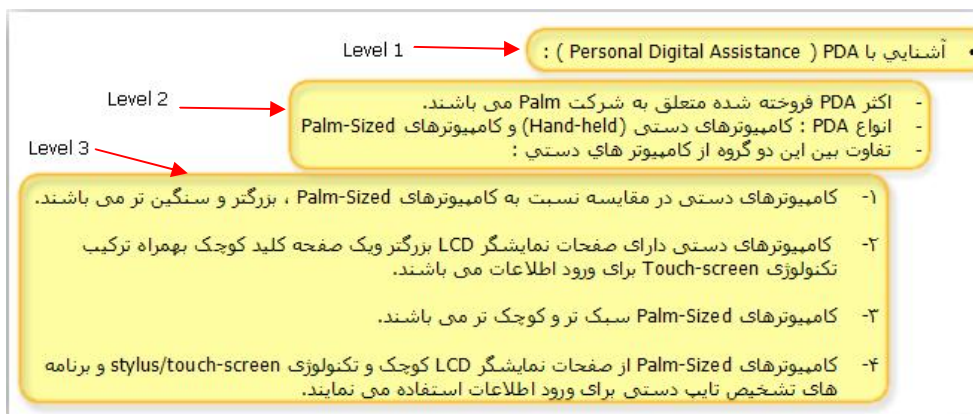 Level 1
• آشنايي با PDA ( Personal Digital Assistance ) :
Level 2
- اکثر PDA فروخته شده متعلق به شرکت Palm می باشند.
- انواع PDA : کامپیوترهای دستی (Hand-held) و کامپیوترهای Palm-Sized
- تفاوت بین این دو گروه از کامپیوتر هاي دستي :
Level 3
۱- کامپیوترهای دستی در مقایسه نسبت به کامپیوترهای Palm-Sized ، بزرگتر و سنگین تر می باشند.
۲- کامپیوترهای دستی دارای صفحات نمایشگر LCD بزرگتر ویک صفحه کلید کوچک بهمراه ترکیب
تکنولوژی Touch-screen برای ورود اطلاعات می باشند.
۳- کامپیوترهای Palm-Sized سبک تر و کوچک تر می باشند.
۴- کامپیوترهای Palm-Sized از صفحات نمایشگر LCD کوچک و تکنولوژی stylus/touch-screen و برنامه
های تشخیص تایپ دستی برای ورود اطلاعات استفاده می نمایند.